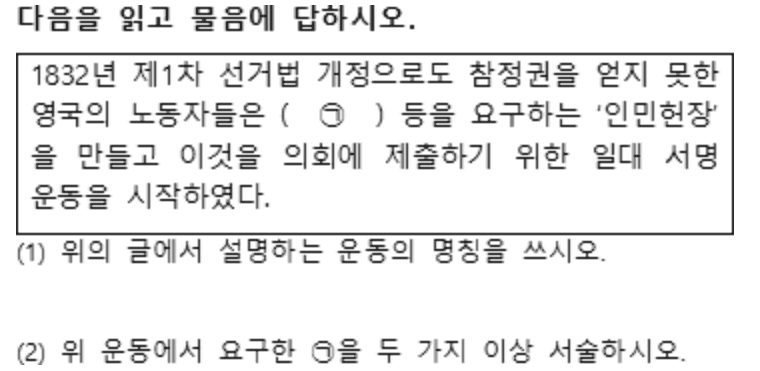 다음을 읽고 물음에 답하시오.
1832년 제1차 선거법 개정으로도 참정권을 얻지 못한
영국의 노동자들은 ( ㉠ ) 등을 요구하는 '인민헌장'
을 만들고 이것을 의회에 제출하기 위한 일대 서명
운동을 시작하였다.
(1) 위의 글에서 설명하는 운동의 명칭을 쓰시오.
(2) 위 운동에서 요구한 ㉠을 두 가지 이상 서술하시오.